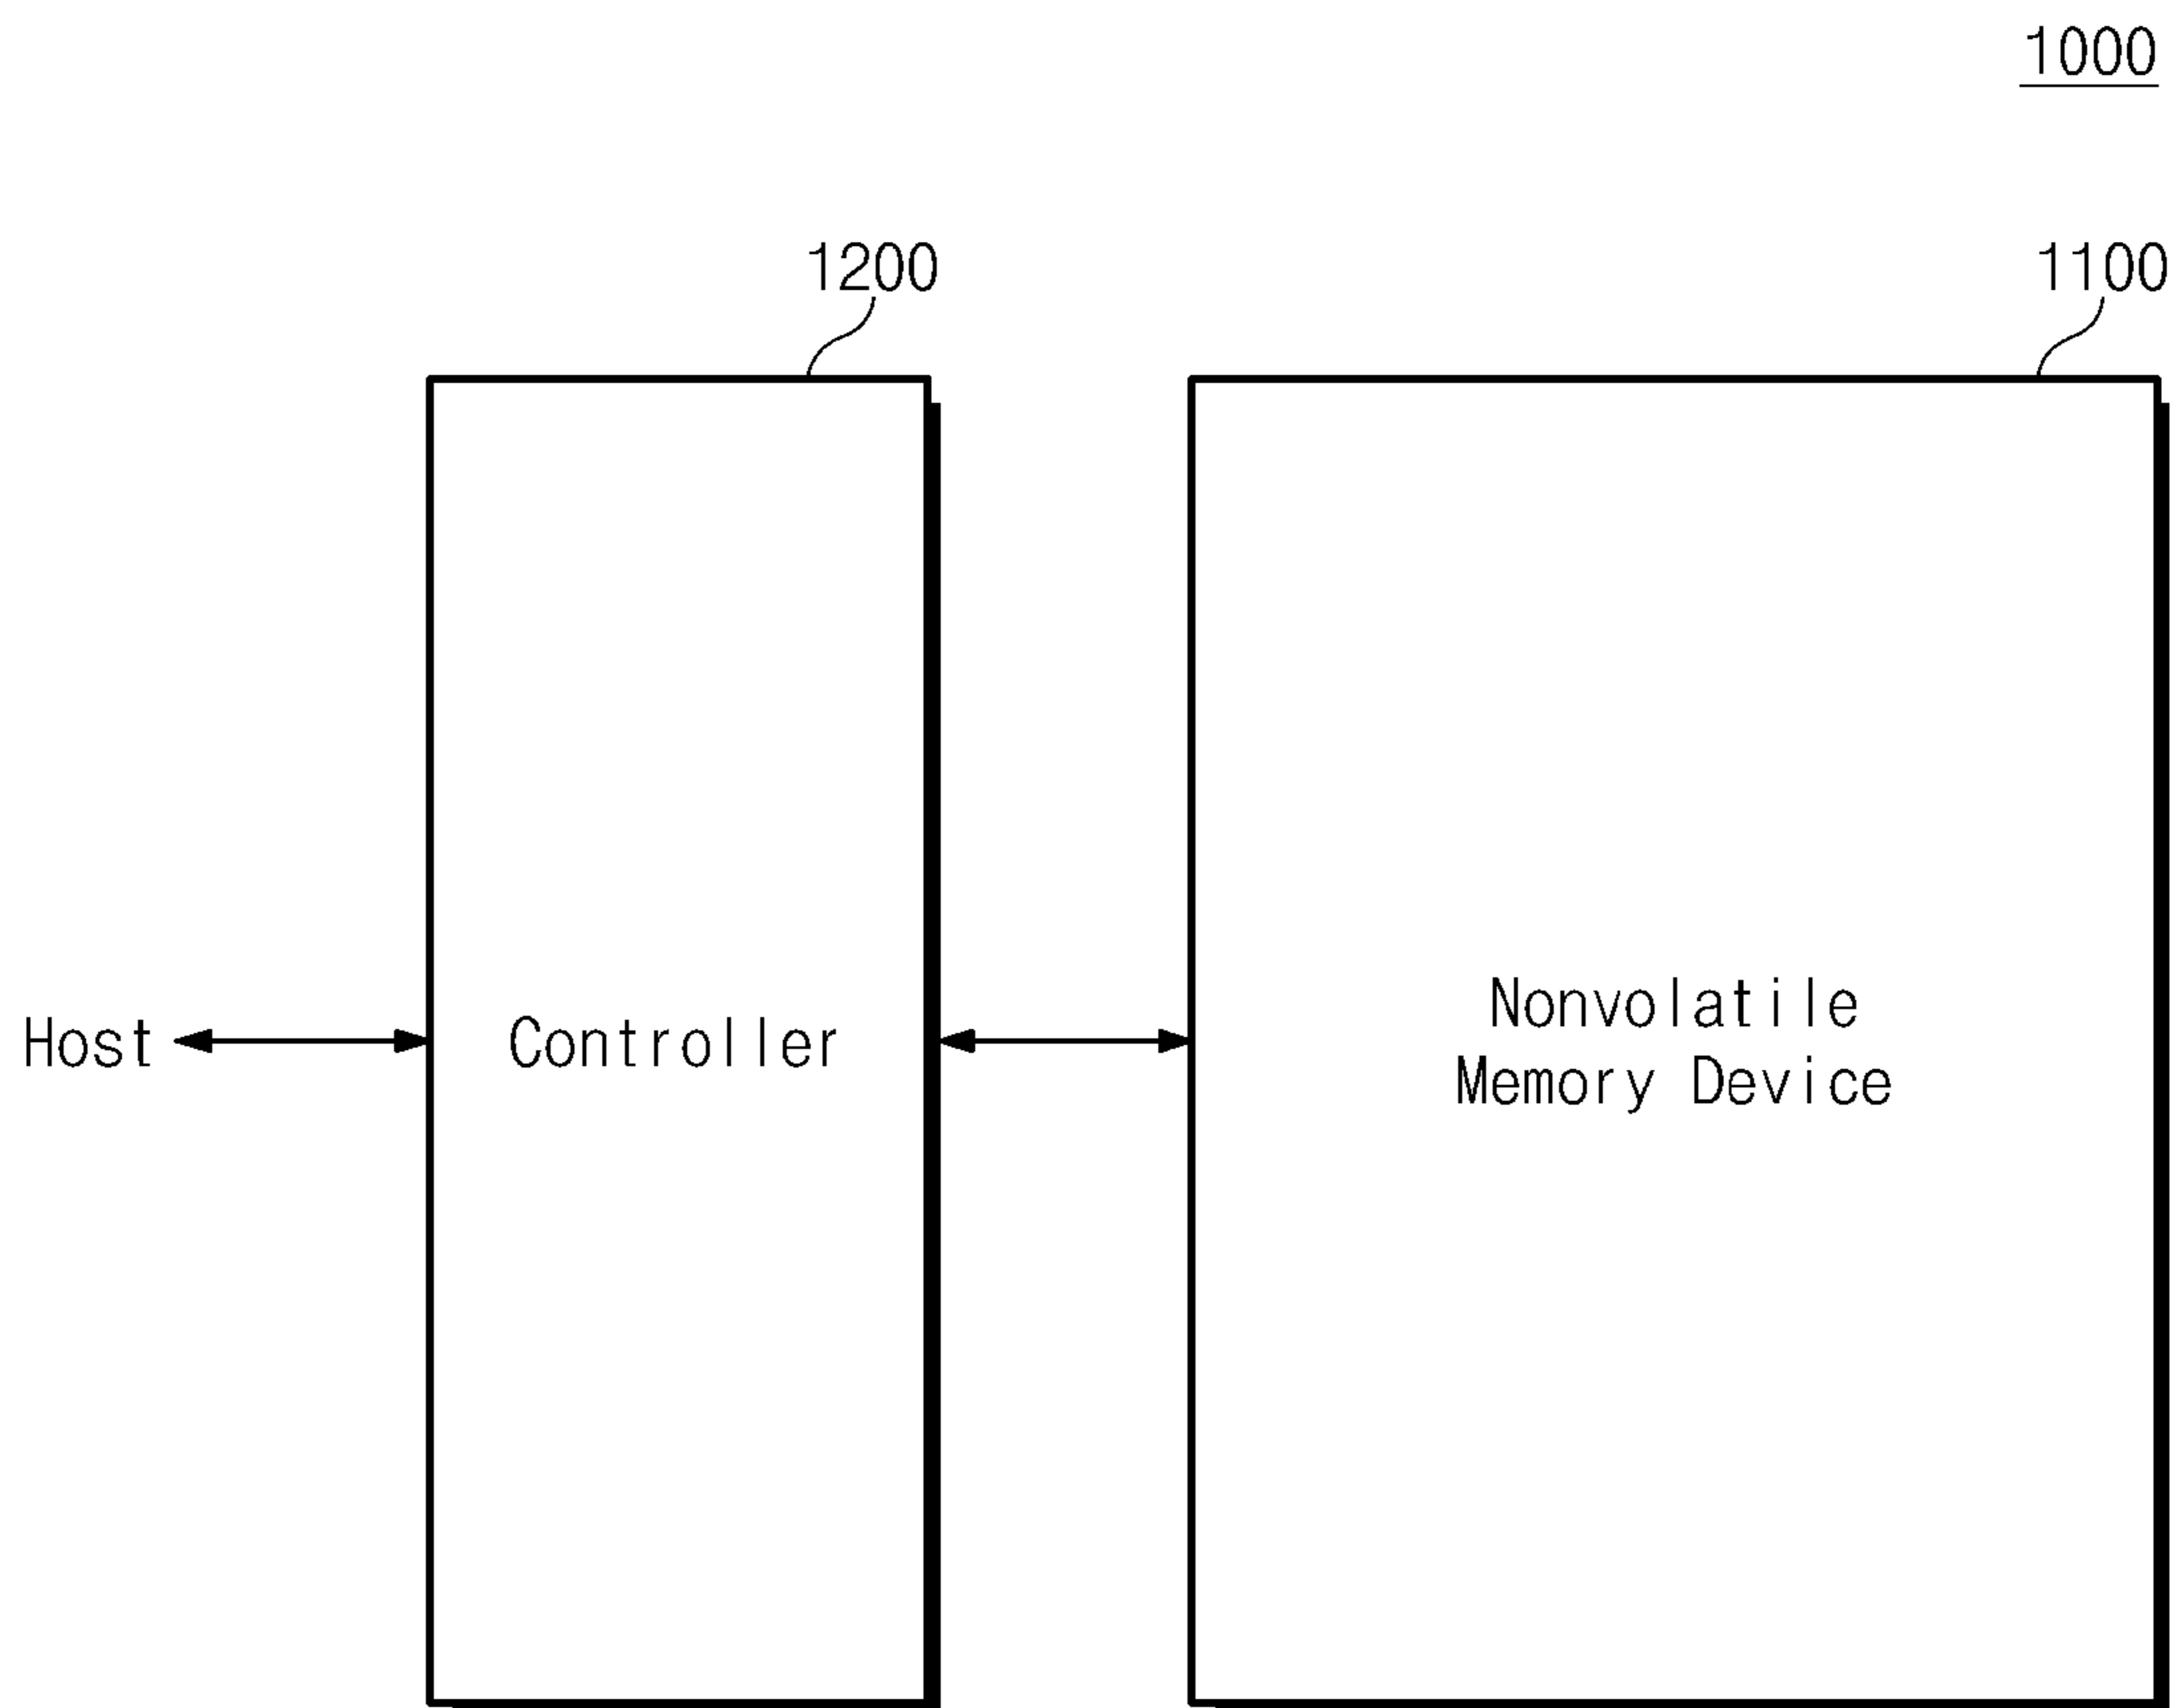 1000
1200
1100
Host
Controller
Nonvolatile
Memory Device